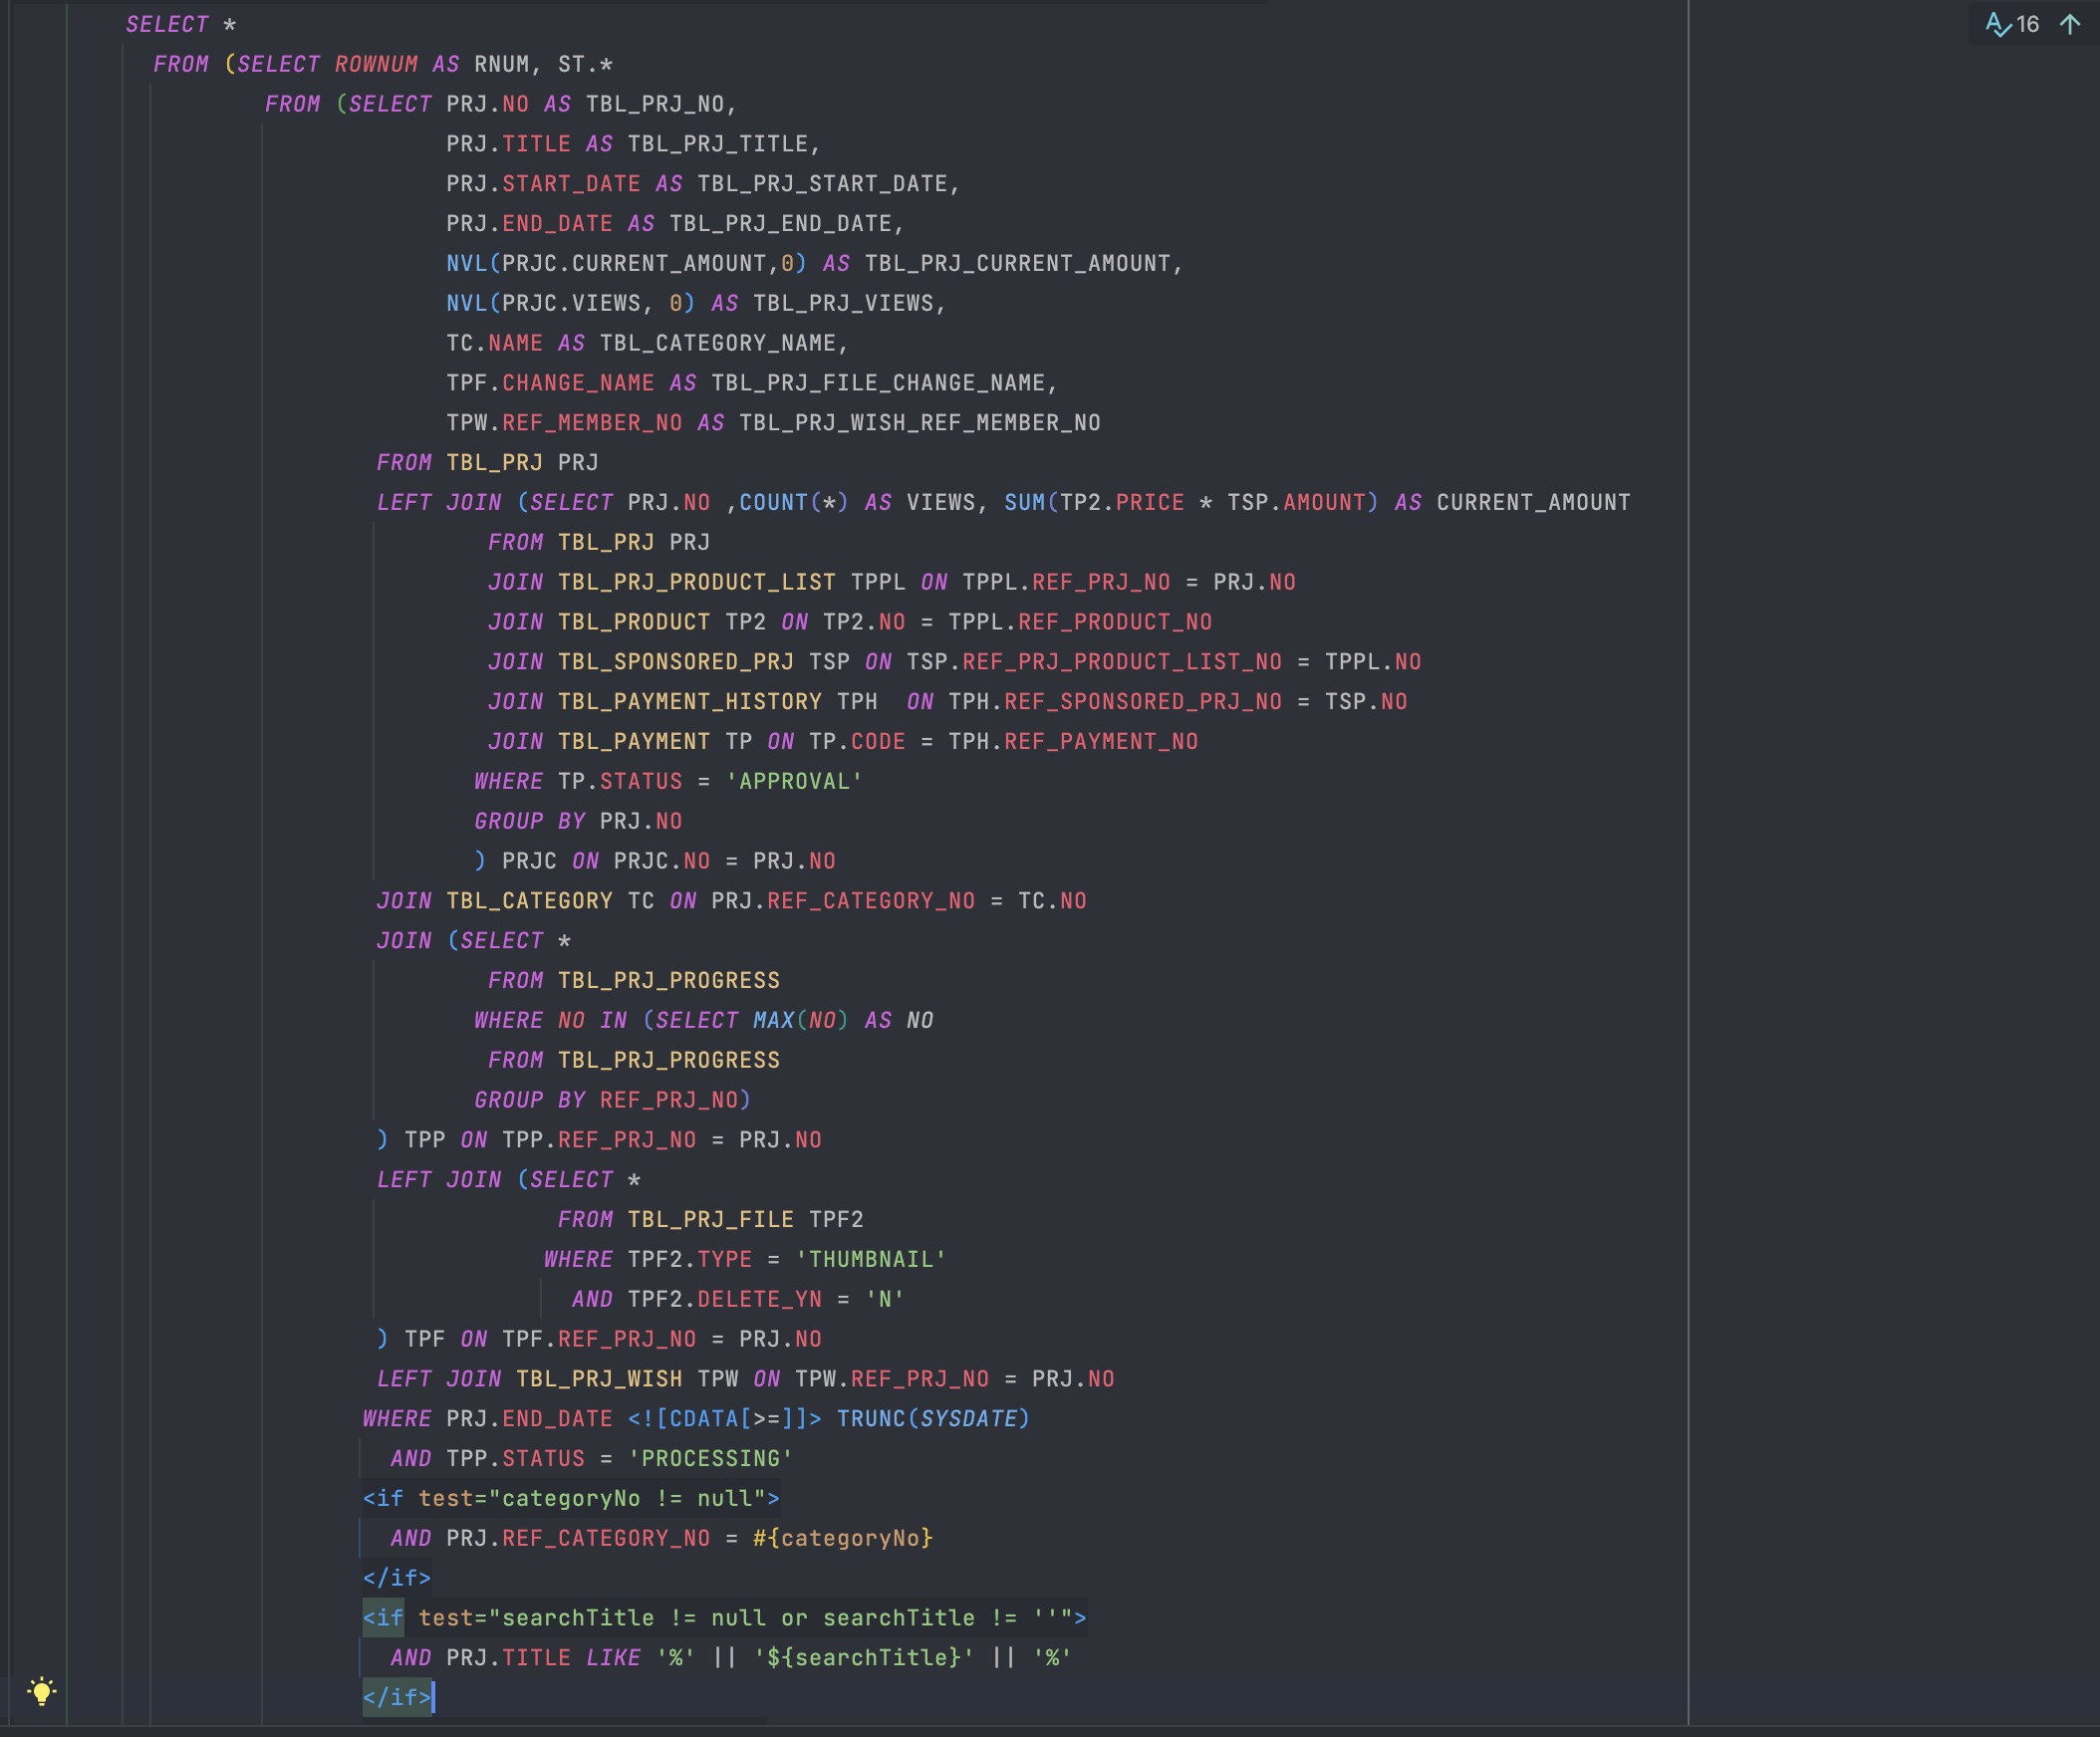 SELECT *
FROM (SELECT ROWNUM AS RNUM, ST.*
FROM (SELECT PRJ.NO AS TBL_PRJ_NO,
PRJ.TITLE AS TBL_PRJ_TITLE,
PRJ.START_DATE AS TBL_PRJ_START_DATE,
PRJ.END_DATE AS TBL_PRJ_END_DATE,
NVL(PRJC.CURRENT_AMOUNT,0) AS TBL_PRJ_CURRENT_AMOUNT,
NVL(PRJC.VIEWS, 0) AS TBL_PRJ_VIEWS,
TC.NAME AS TBL_CATEGORY_NAME,
TPF.CHANGE_NAME AS TBL_PRJ_FILE_CHANGE_NAME,
TPW.REF_MEMBER_NO AS TBL_PRJ_WISH_REF_MEMBER_NO
FROM TBL_PRJ PRJ
LEFT JOIN (SELECT PRJ.NO ,COUNT(*) AS VIEWS, SUM(TP2.PRICE * TSP.AMOUNT) AS CURRENT_AMOUNT
FROM TBL_PRJ PRJ
JOIN TBL_PRJ_PRODUCT_LIST TPPL ON TPPL.REF_PRJ_NO = PRJ.NO
JOIN TBL_PRODUCT TP2 ON TP2.NO = TPPL.REF_PRODUCT_NO
JOIN TBL_SPONSORED_PRJ TSP ON TSP.REF_PRJ_PRODUCT_LIST_NO = TPPL.NO
JOIN TBL_PAYMENT_HISTORY TPH  ON TPH.REF_SPONSORED_PRJ_NO = TSP.NO
JOIN TBL_PAYMENT TP ON TP.CODE = TPH.REF_PAYMENT_NO
WHERE TP.STATUS = 'APPROVAL'
GROUP BY PRJ.NO
) PRJC ON PRJC.NO = PRJ.NO
JOIN TBL_CATEGORY TC ON PRJ.REF_CATEGORY_NO = TC.NO
JOIN (SELECT *
FROM TBL_PRJ_PROGRESS
WHERE NO IN (SELECT MAX(NO) AS NO
FROM TBL_PRJ_PROGRESS
GROUP BY REF_PRJ_NO)
) TPP ON TPP.REF_PRJ_NO = PRJ.NO
LEFT JOIN (SELECT *
FROM TBL_PRJ_FILE TPF2
WHERE TPF2.TYPE = 'THUMBNAIL'
AND TPF2.DELETE_YN = 'N'
) TPF ON TPF.REF_PRJ_NO = PRJ.NO
LEFT JOIN TBL_PRJ_WISH TPW ON TPW.REF_PRJ_NO = PRJ.NO
WHERE PRJ.END_DATE <![CDATA[>=]]> TRUNC(SYSDATE)
AND TPP.STATUS = 'PROCESSING'
<if test="categoryNo != null">
AND PRJ.REF_CATEGORY_NO = #{categoryNo}
</if>
<if test="searchTitle != null or searchTitle != ''">
AND PRJ.TITLE LIKE '%' || '${searchTitle}' || '%'
</if>
16